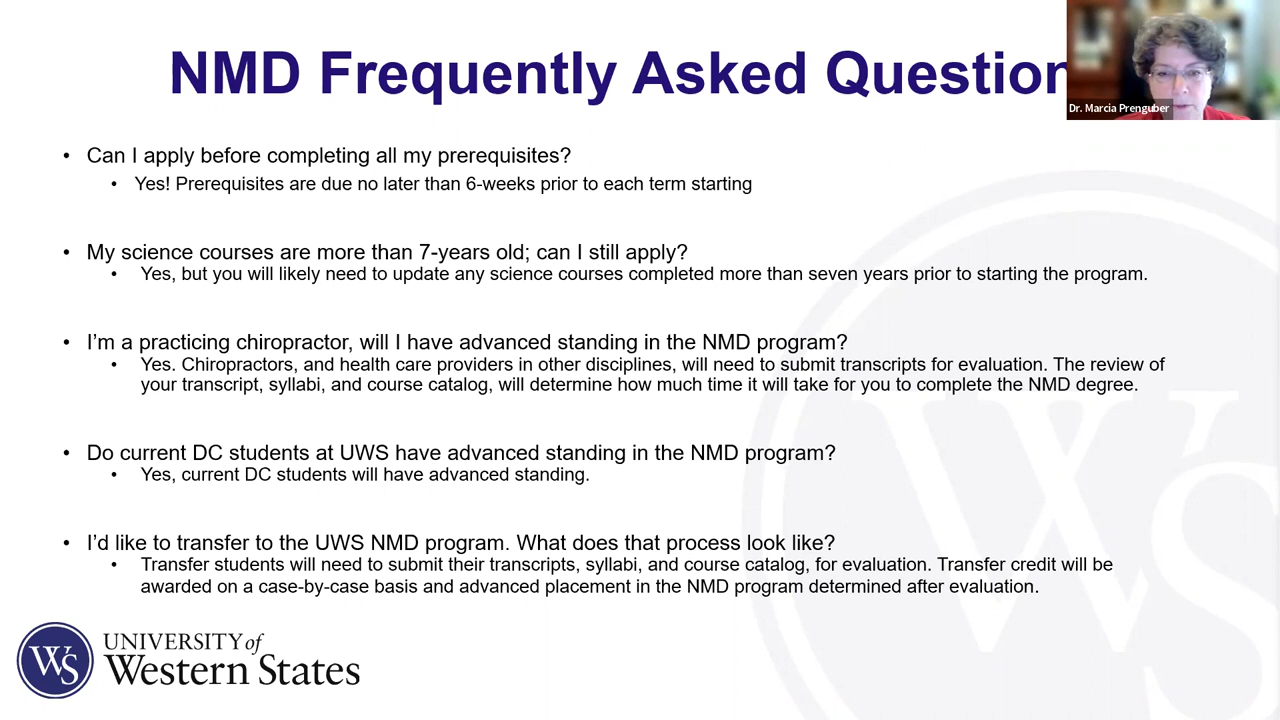 NMD Frequently Asked Question
Dr. Marcia Prenguber
• Can I apply before completing all my prerequisites?
• Yes! Prerequisites are due no later than 6-weeks prior to each term starting
• My science courses are more than 7-years old; can I still apply?
• Yes, but you will likely need to update any science courses completed more than seven years prior to starting the program.
• I’m a practicing chiropractor, will I have advanced standing in the NMD program?
• Yes. Chiropractors, and health care providers in other disciplines, will need to submit transcripts for evaluation. The review of
your transcript, syllabi, and course catalog, will determine how much time it will take for you to complete the NMD degree.
• Do current DC students at UWS have advanced standing in the NMD program?
• Yes, current DC students will have advanced standing.
• I’d like to transfer to the UWS NMD program. What does that process look like?
• Transfer students will need to submit their transcripts, syllabi, and course catalog, for evaluation. Transfer credit will be
awarded on a case-by-case basis and advanced placement in the NMD program determined after evaluation.
WS
UNIVERSITY of
Western States